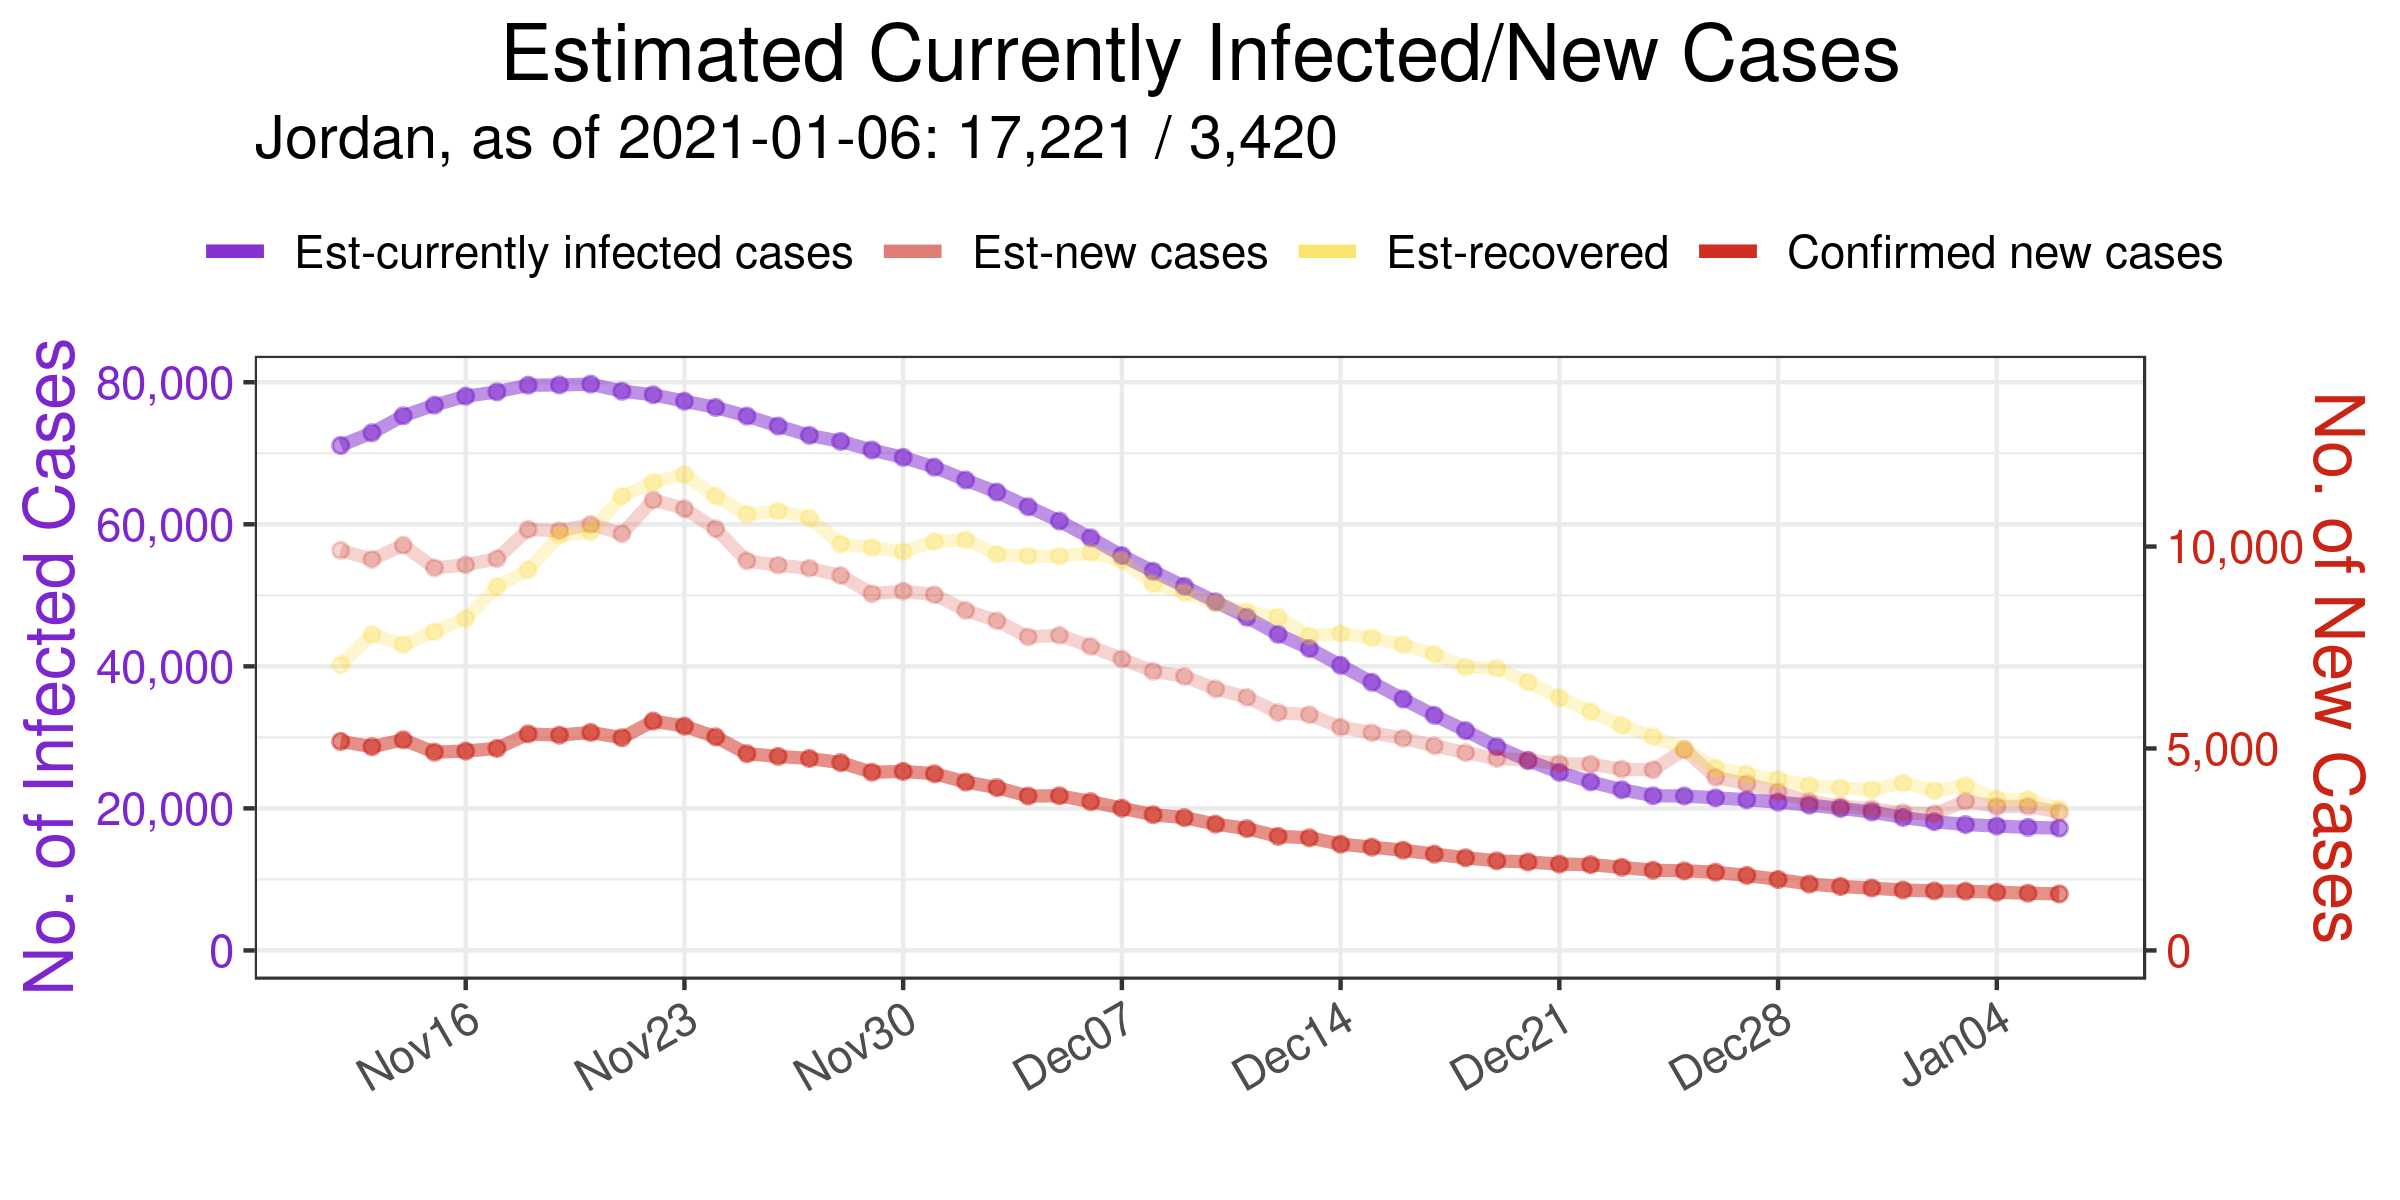 Estimated Currently Infected/New Cases
Jordan, as of 2021-01-06: 17,221 / 3,420
Est-currently infected cases Est-new cases Est-recovered Confirmed new cases
No. of Infected Cases
80,000
60,000
40,000
20,000
0
10,000
5,000
0
No. of New Cases
Nov16 Nov23 Nov30 Dec07 Dec14 Dec21 Dec28 Jan04